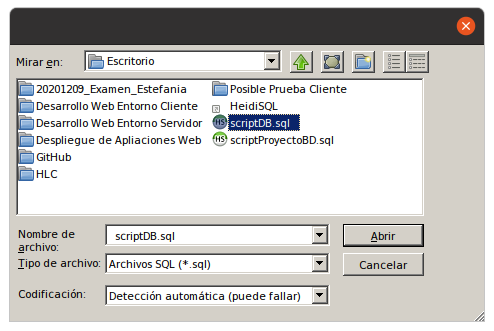 Mirar en: Escritorio
20201209_Examen_Estefania
Desarrollo Web Entorno Cliente
Desarrollo Web Entorno Servidor
Despliegue de Apliaciones Web
GitHub
HLC
Posible Prueba Cliente
HeidiSQL
scriptDB.sql
scriptProyectoBD.sql
Nombre de
archivo:
scriptDB.sql
Abrir
Tipo de archivo: Archivos SQL (*.sql)
Cancelar
Codificación: Detección automática (puede fallar)